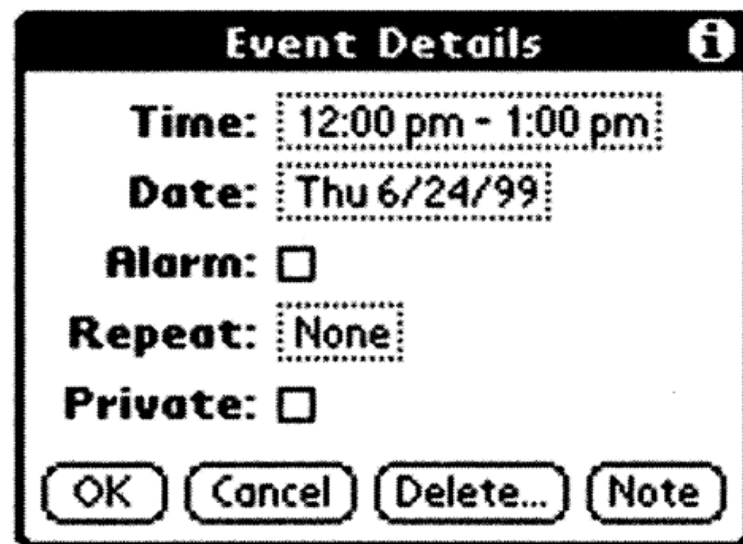 Event Details i
Time: 12:00 pm - 1:00 pm
Date: Thu 6/24/99
Alarm:
Repeat: None
Private:
OK Cancel Delete... Note